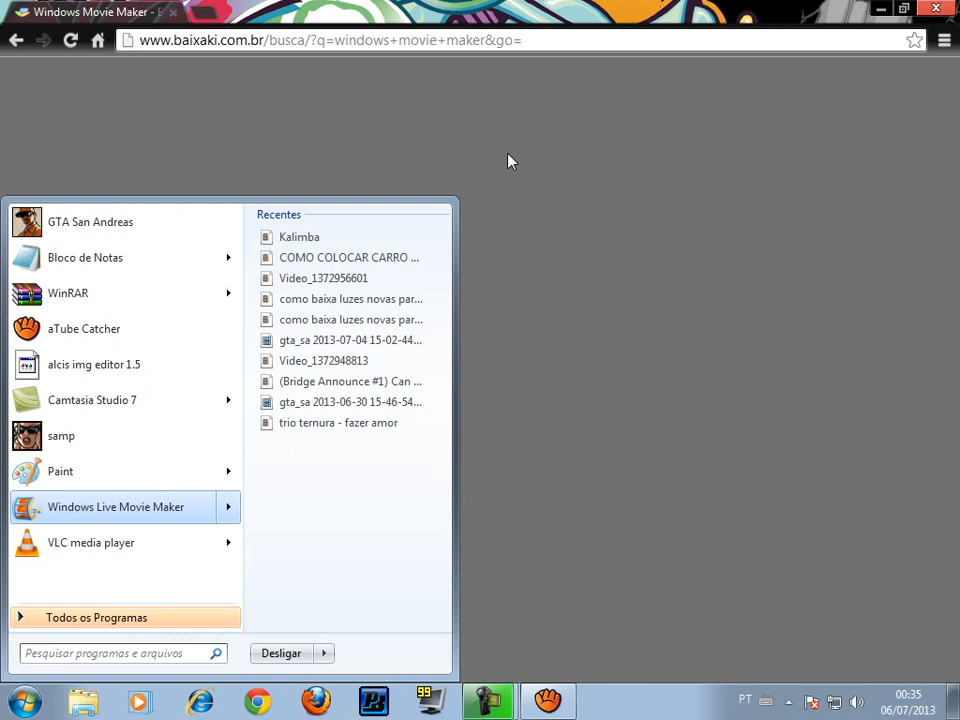 Windows Movie Maker - B
www.baixaki.com.br/busca/?q=windows+movie+maker&go=
GTA San Andreas
Bloco de Notas
WinRAR
aTube Catcher
alcis img editor 1.5
Camtasia Studio 7
samp
Paint
Windows Live Movie Maker
VLC media player
Todos os Programas
Pesquisar programas e arquivos
Recentes
Kalimba
COMO COLOCAR CARRO ...
Video_1372956601
como baixa luzes novas par...
como baixa luzes novas par...
gta_sa 2013-07-04 15-02-44...
Video_1372948813
(Bridge Announce #1) Can ...
gta_sa 2013-06-30 15-46-54...
trio ternura - fazer amor
Desligar
99
PT
00:35
06/07/2013